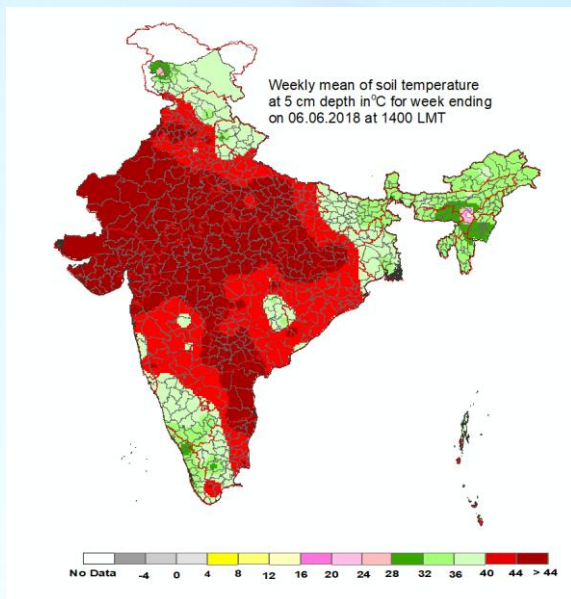 Weekly mean of soil temperature
at 5 cm depth in°C for week ending
on 06.06.2018 at 1400 LMT
No Data -4 0 4 8 12 16 20 24 28 32 36 40 44 > 44